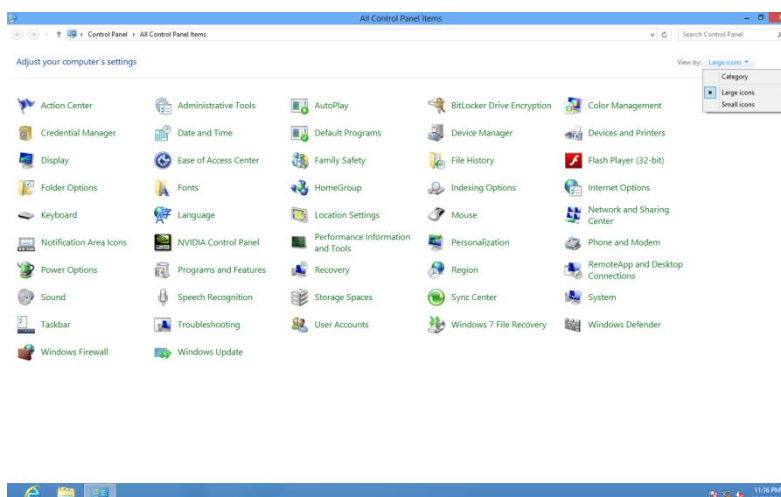 All Control Panel Items
Control Panel › All Control Panel Items
Search Control Panel
Adjust your computer's settings
View by: Large icons
Category
Large icons
Small icons
Action Center
Administrative Tools
AutoPlay
BitLocker Drive Encryption
Color Management
Credential Manager
Date and Time
Default Programs
Device Manager
Devices and Printers
Display
Ease of Access Center
Family Safety
File History
Flash Player (32-bit)
Folder Options
Fonts
HomeGroup
Indexing Options
Internet Options
Keyboard
Language
Location Settings
Mouse
Network and Sharing
Center
Notification Area Icons
NVIDIA Control Panel
Performance Information
and Tools
Personalization
Phone and Modem
Power Options
Programs and Features
Recovery
Region
RemoteApp and Desktop
Connections
Sound
Speech Recognition
Storage Spaces
Sync Center
System
Taskbar
Troubleshooting
User Accounts
Windows 7 File Recovery
Windows Defender
Windows Firewall
Windows Update
11:16 PM